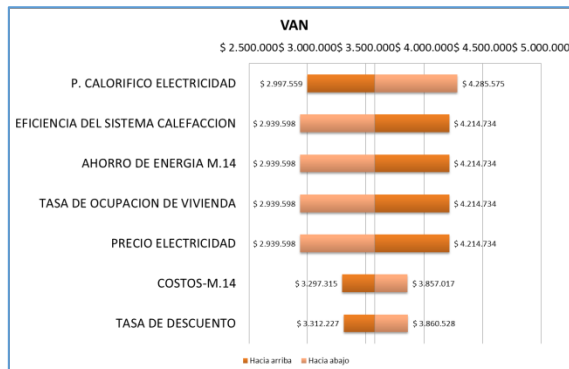 VAN
$ 2.500.000 $ 3.000.000 $ 3.500.000 $ 4.000.000 $ 4.500.000 $ 5.000.000
P. CALORIFICO ELECTRICIDAD $ 2.997.559 $ 4.285.575
EFICIENCIA DEL SISTEMA CALEFACCION $ 2.939.598 $ 4.214.734
AHORRO DE ENERGIA M.14 $ 2.939.598 $ 4.214.734
TASA DE OCUPACION DE VIVIENDA $ 2.939.598 $ 4.214.734
PRECIO ELECTRICIDAD $ 2.939.598 $ 4.214.734
COSTOS-M.14 $ 3.297.315 $ 3.857.017
TASA DE DESCUENTO $ 3.312.227 $ 3.860.528
Hacia arriba Hacia abajo